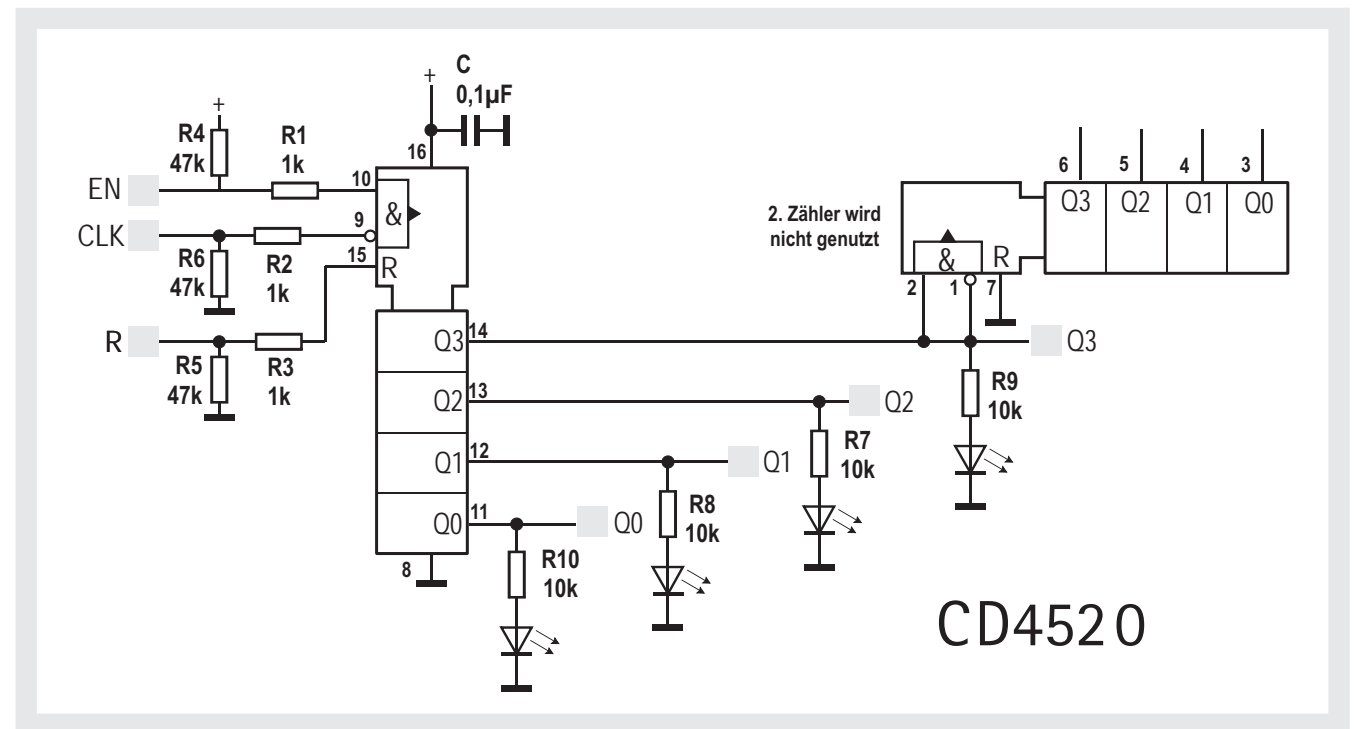 C
0,1µF
+
+
R4
47k
R1
1k
16
10
EN
&
CLK
9
R6
47k
R2
1k
15
R
R
R5
47k
R3
1k
2. Zähler wird
nicht genutzt
6
5
4
3
Q3
Q2
Q1
Q0
&
R
2
1
7
Q3
14
Q3
R9
10k
Q2
13
Q2
R7
10k
Q1
12
Q1
R8
10k
Q0
11
Q0
R10
10k
8
CD4520